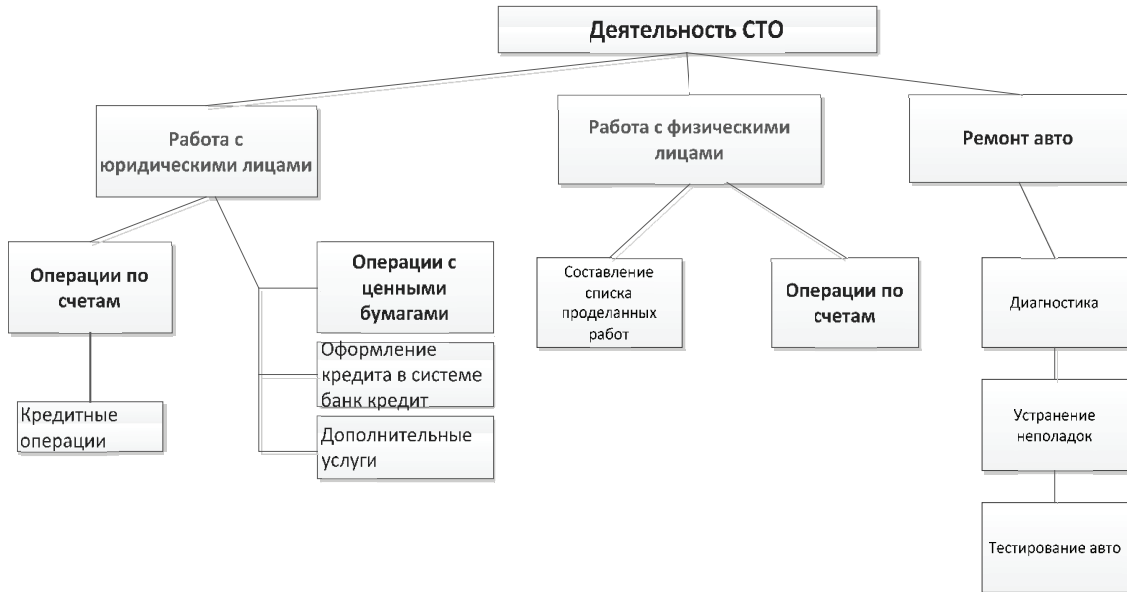 Деятельность СТО
Работа с
юридическими лицами
Работа с физическими
лицами
Ремонт авто
Операции по
счетам
Операции с
ценными
бумагами
Составление
списка
проделанных
работ
Операции по
счетам
Диагностика
Оформление
кредита в системе
банк кредит
Кредитные
операции
Дополнительные
услуги
Устранение
неполадок
Тестирование авто